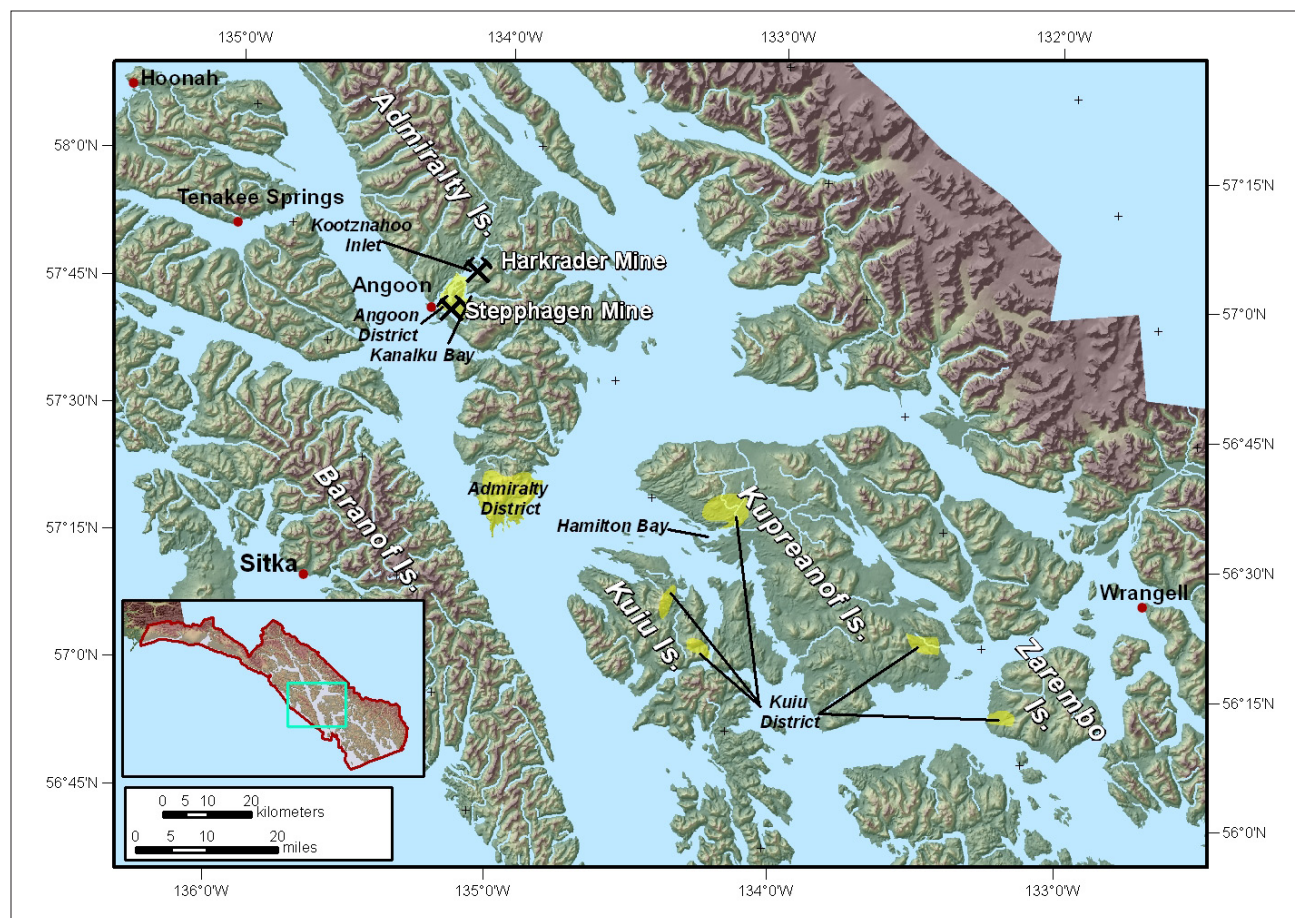 135°0'W
134°0'W
133°0'W
132°0'W
Hoonah
Admiralty Is.
58°0'N
57°15'N
Tenakee Springs
Kootznahoo
Inlet
Harkrader Mine
57°45'N
Angoon
Stepphagen Mine
57°0'N
Angoon
District
Kanalku Bay
57°30'N
56°45'N
Baranof Is.
Admiralty
District
Kupreanof Is.
Hamilton Bay
57°15'N
Sitka
56°30'N
Kuiu Is.
Wrangell
57°0'N
Zarembo
Is.
Kuiu
District
56°15'N
56°45'N
0 5 10 20
kilometers
0 5 10 20
miles
56°0'N
136°0'W
135°0'W
134°0'W
133°0'W